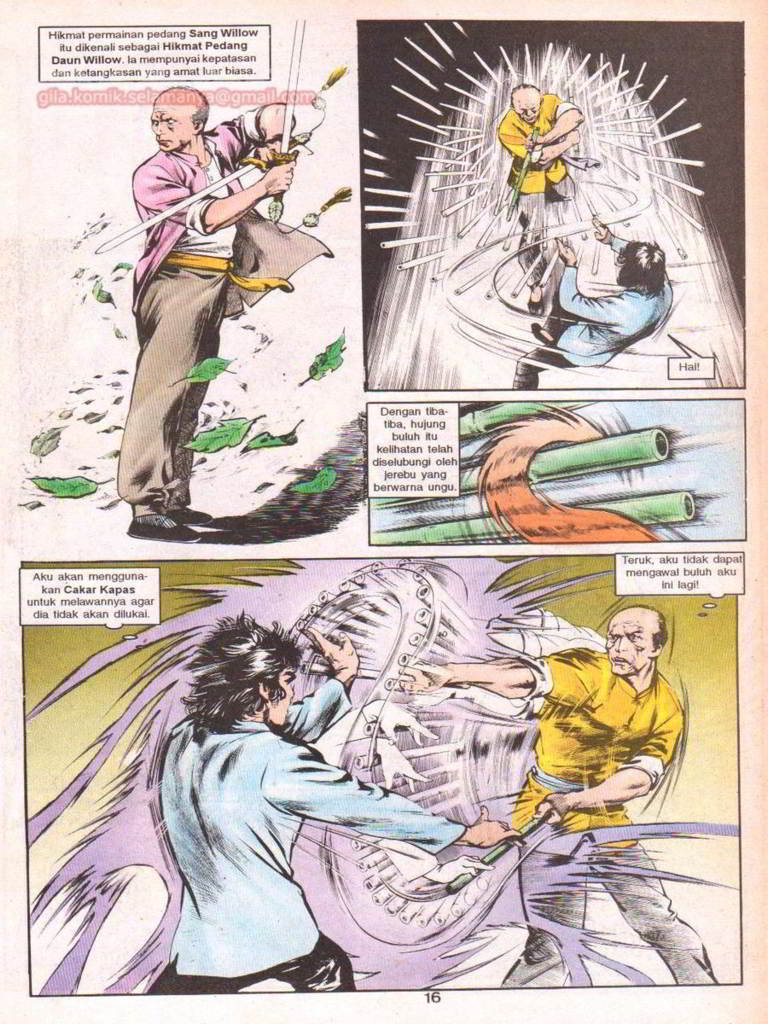 Hikmat permainan pedang Sang Willow
itu dikenali sebagai Hikmat Pedang
Daun Willow. Ia mempunyai kepatasan
dan ketangkasan yang amat luar biasa.
gila.komik.selamanya@gmail.com
Hai!
Dengan tiba-
tiba, hujung
buluh itu
kelihatan telah
diselubungi oleh
jerebu yang
berwarna ungu.
Aku akan mengguna-
kan Cakar Kapas
untuk melawannya agar
dia tidak akan dilukai.
Teruk, aku tidak dapat
mengawal buluh aku
ini lagi!
16